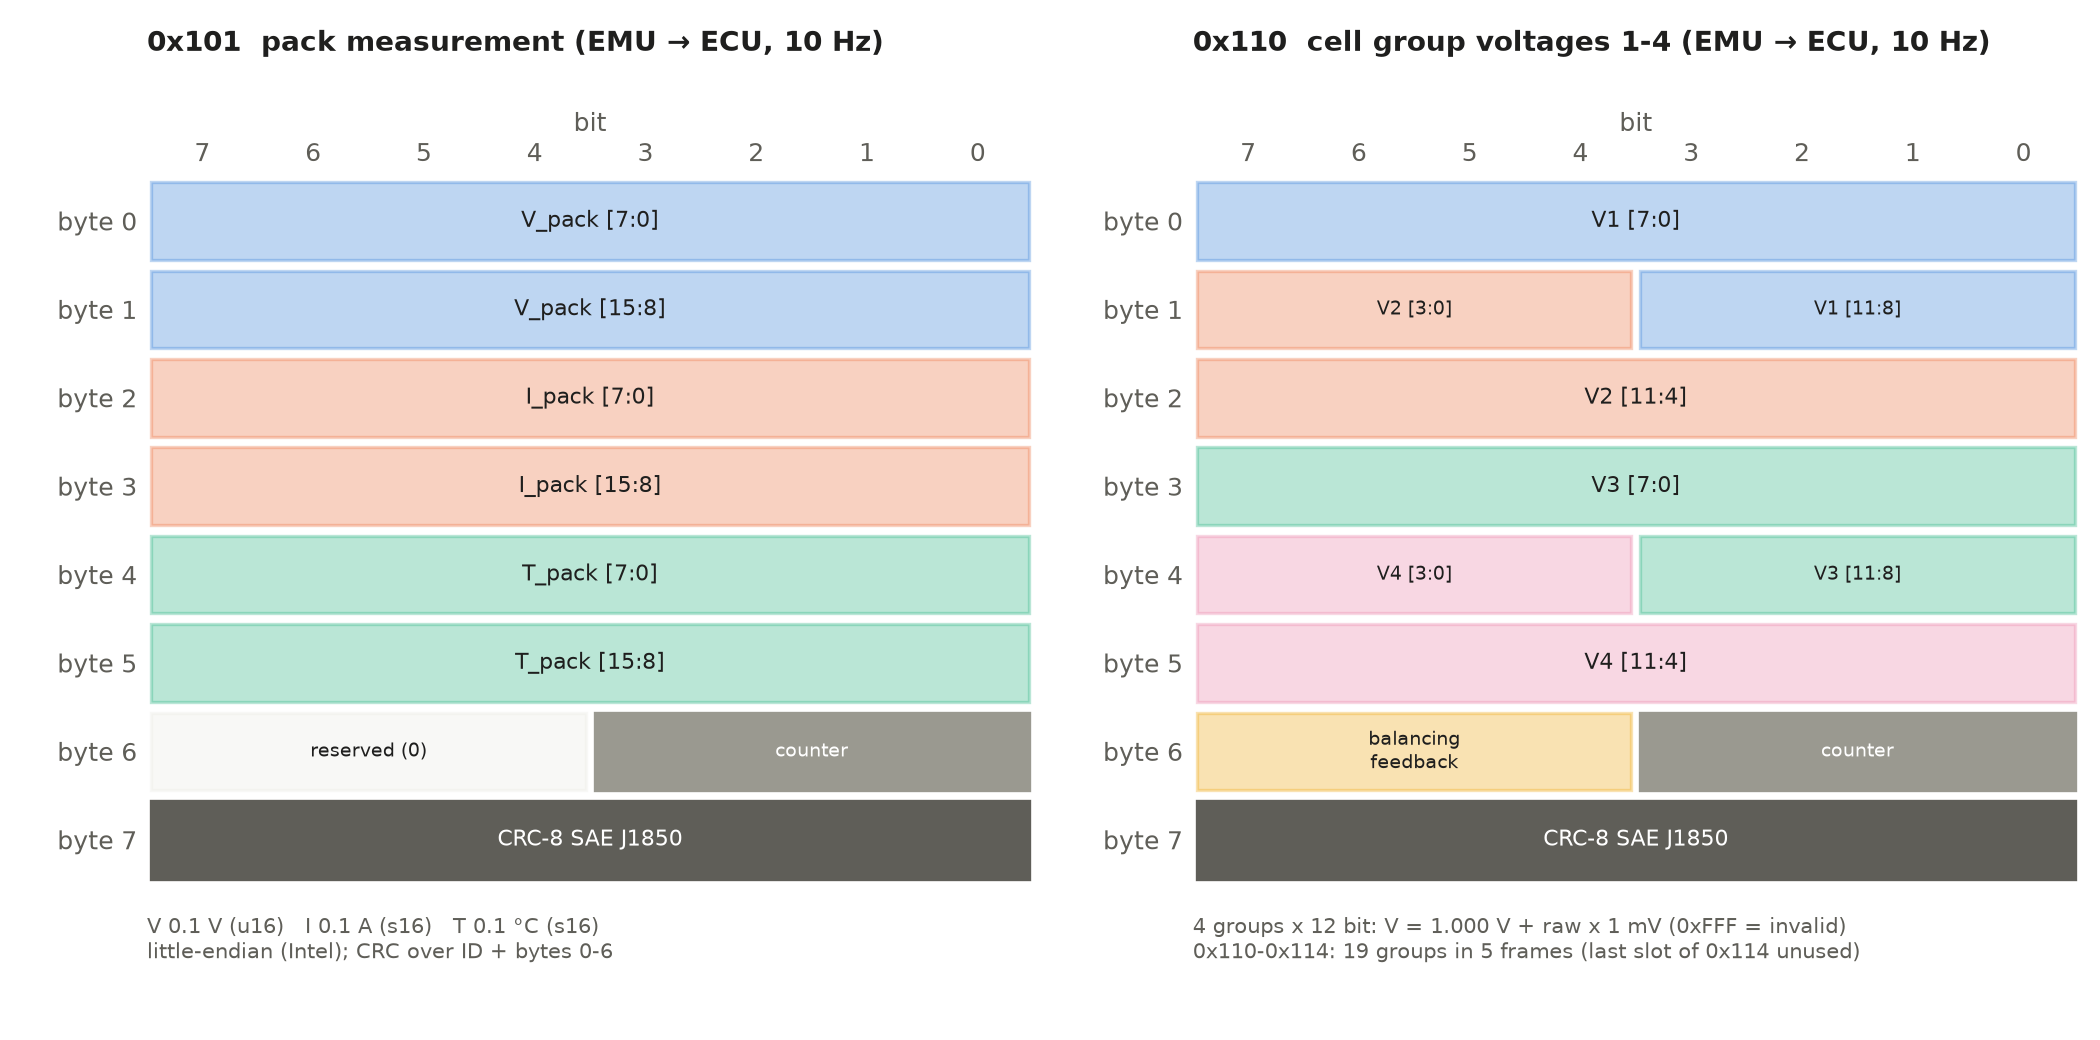 0x101  pack measurement (EMU → ECU, 10 Hz)
bit
7 6 5 4 3 2 1 0
byte 0 V_pack [7:0]
byte 1 V_pack [15:8]
byte 2 I_pack [7:0]
byte 3 I_pack [15:8]
byte 4 T_pack [7:0]
byte 5 T_pack [15:8]
byte 6 reserved (0) counter
byte 7 CRC-8 SAE J1850
V 0.1 V (u16)   I 0.1 A (s16)   T 0.1 °C (s16)
little-endian (Intel); CRC over ID + bytes 0-6
0x110  cell group voltages 1-4 (EMU → ECU, 10 Hz)
bit
7 6 5 4 3 2 1 0
byte 0 V1 [7:0]
byte 1 V2 [3:0] V1 [11:8]
byte 2 V2 [11:4]
byte 3 V3 [7:0]
byte 4 V4 [3:0] V3 [11:8]
byte 5 V4 [11:4]
byte 6 balancing feedback counter
byte 7 CRC-8 SAE J1850
4 groups x 12 bit: V = 1.000 V + raw x 1 mV (0xFFF = invalid)
0x110-0x114: 19 groups in 5 frames (last slot of 0x114 unused)